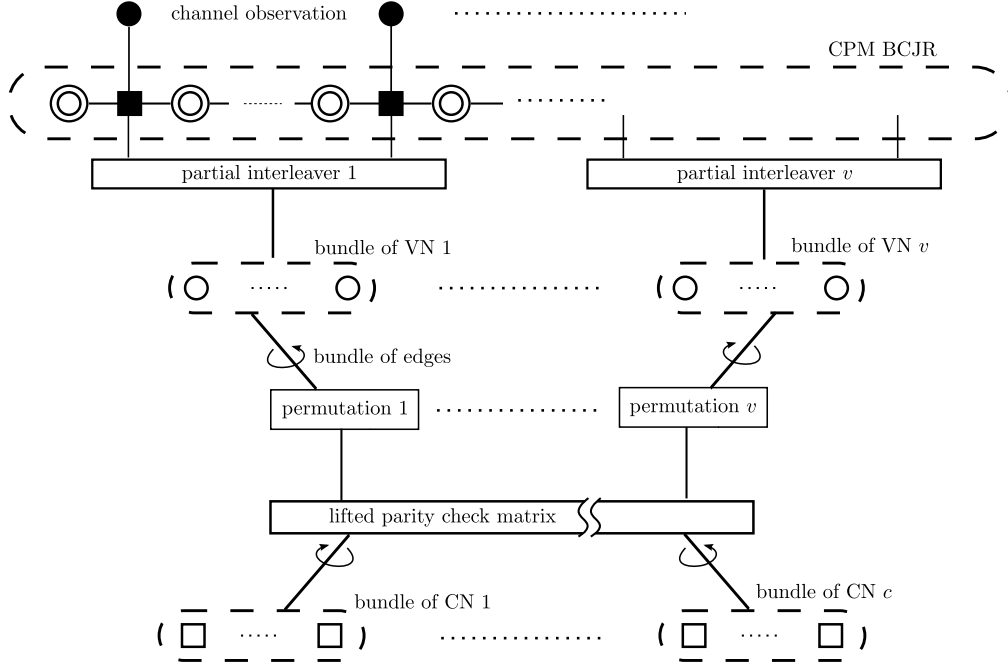 channel observation
CPM BCJR
partial interleaver 1
partial interleaver v
bundle of VN 1
bundle of VN v
bundle of edges
permutation 1
permutation v
lifted parity check matrix
bundle of CN 1
bundle of CN c